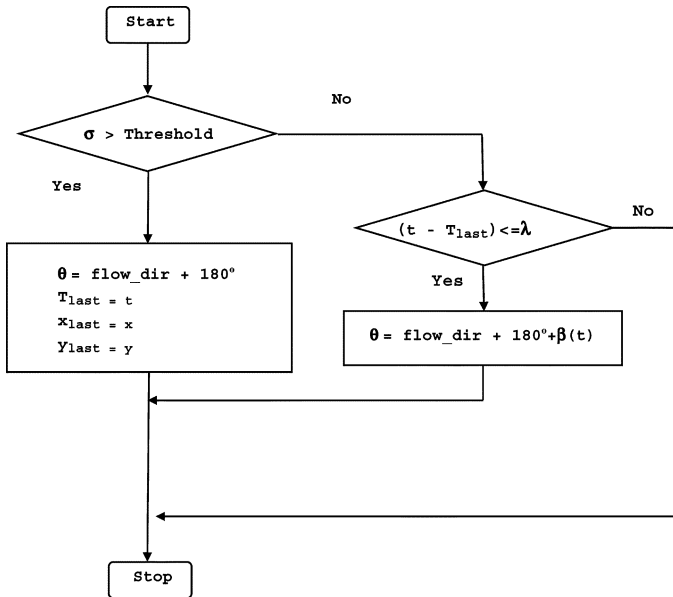 Start
No
σ > Threshold
Yes
No
(t - Tlast)<=λ
Yes
θ = flow_dir + 180°
Tlast = t
xlast = x
ylast = y
θ = flow_dir + 180°+β(t)
Stop